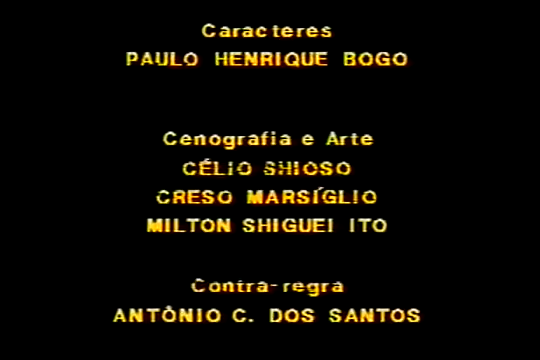 Caracteres
PAULO HENRIQUE BOGO
Cenografia e Arte
CÉLIO SHIOSO
CRESO MARSÍGLIO
MILTON SHIGUEI ITO
Contra-regra
ANTÔNIO C. DOS SANTOS